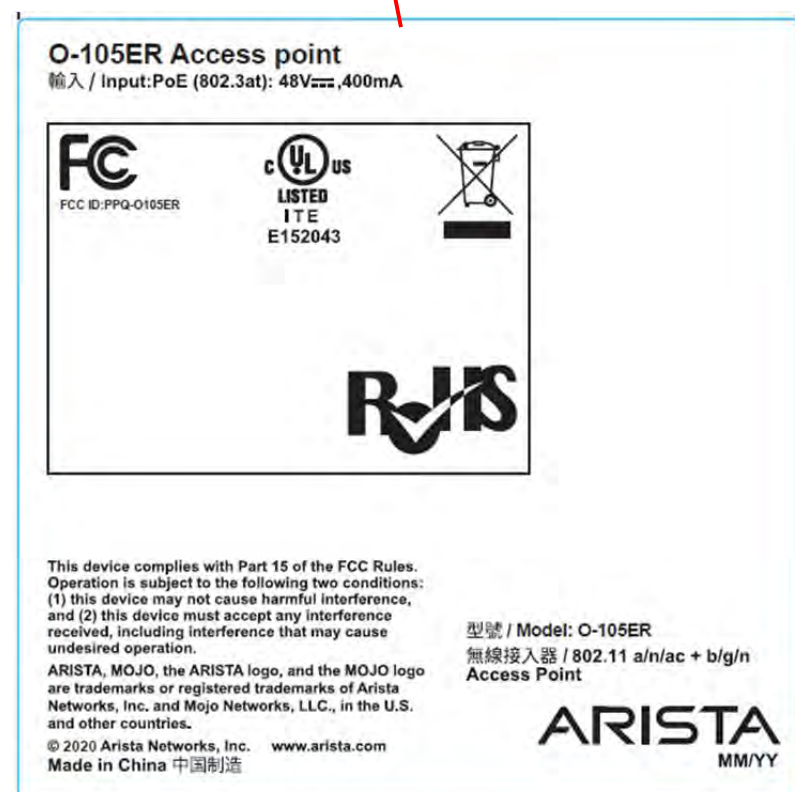 O-105ER Access point
輸入 / Input:PoE (802.3at): 48V⎓,400mA
FC
FCC ID:PPQ-O105ER
C UL US
LISTED
ITE
E152043
RoHS
This device complies with Part 15 of the FCC Rules.
Operation is subject to the following two conditions:
(1) this device may not cause harmful interference,
and (2) this device must accept any interference
received, including interference that may cause
undesired operation.
ARISTA, MOJO, the ARISTA logo, and the MOJO logo
are trademarks or registered trademarks of Arista
Networks, Inc. and Mojo Networks, LLC., in the U.S.
and other countries.
© 2020 Arista Networks, Inc. www.arista.com
Made in China 中国制造
型號 / Model: O-105ER
無線接入器 / 802.11 a/n/ac + b/g/n
Access Point
ARISTA
MM/YY